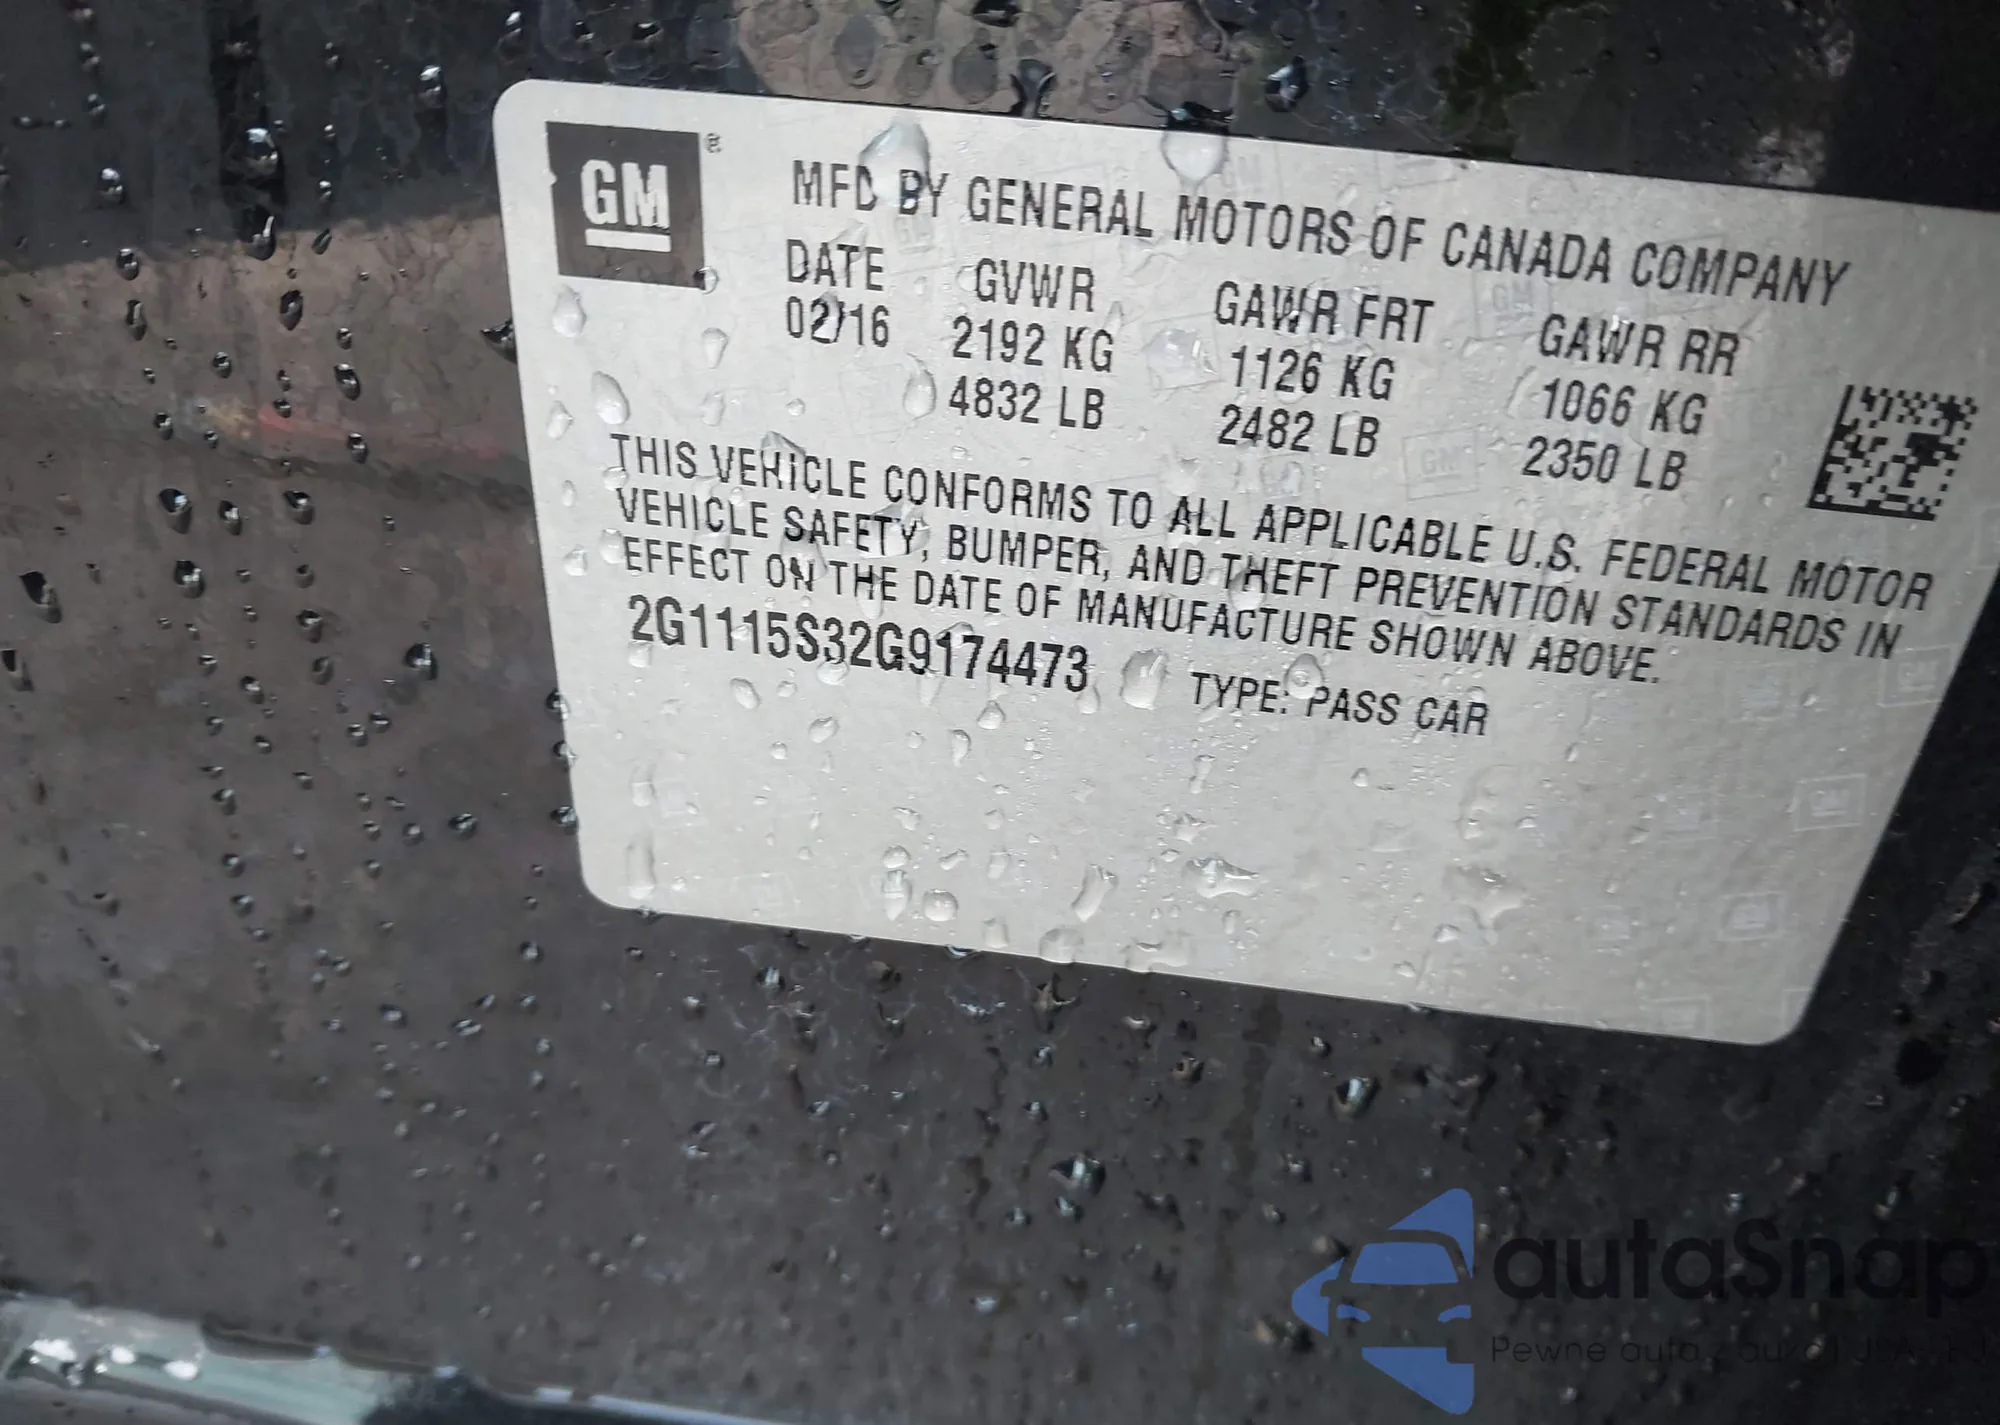 GM ®
MFD BY GENERAL MOTORS OF CANADA COMPANY
DATE GVWR GAWR FRT GAWR RR
02/16 2192 KG 1126 KG 1066 KG
4832 LB 2482 LB 2350 LB
THIS VEHICLE CONFORMS TO ALL APPLICABLE U.S. FEDERAL MOTOR
VEHICLE SAFETY, BUMPER, AND THEFT PREVENTION STANDARDS IN
EFFECT ON THE DATE OF MANUFACTURE SHOWN ABOVE.
2G1115S32G9174473 TYPE: PASS CAR
autaSnap
Pewne auta z aukcji